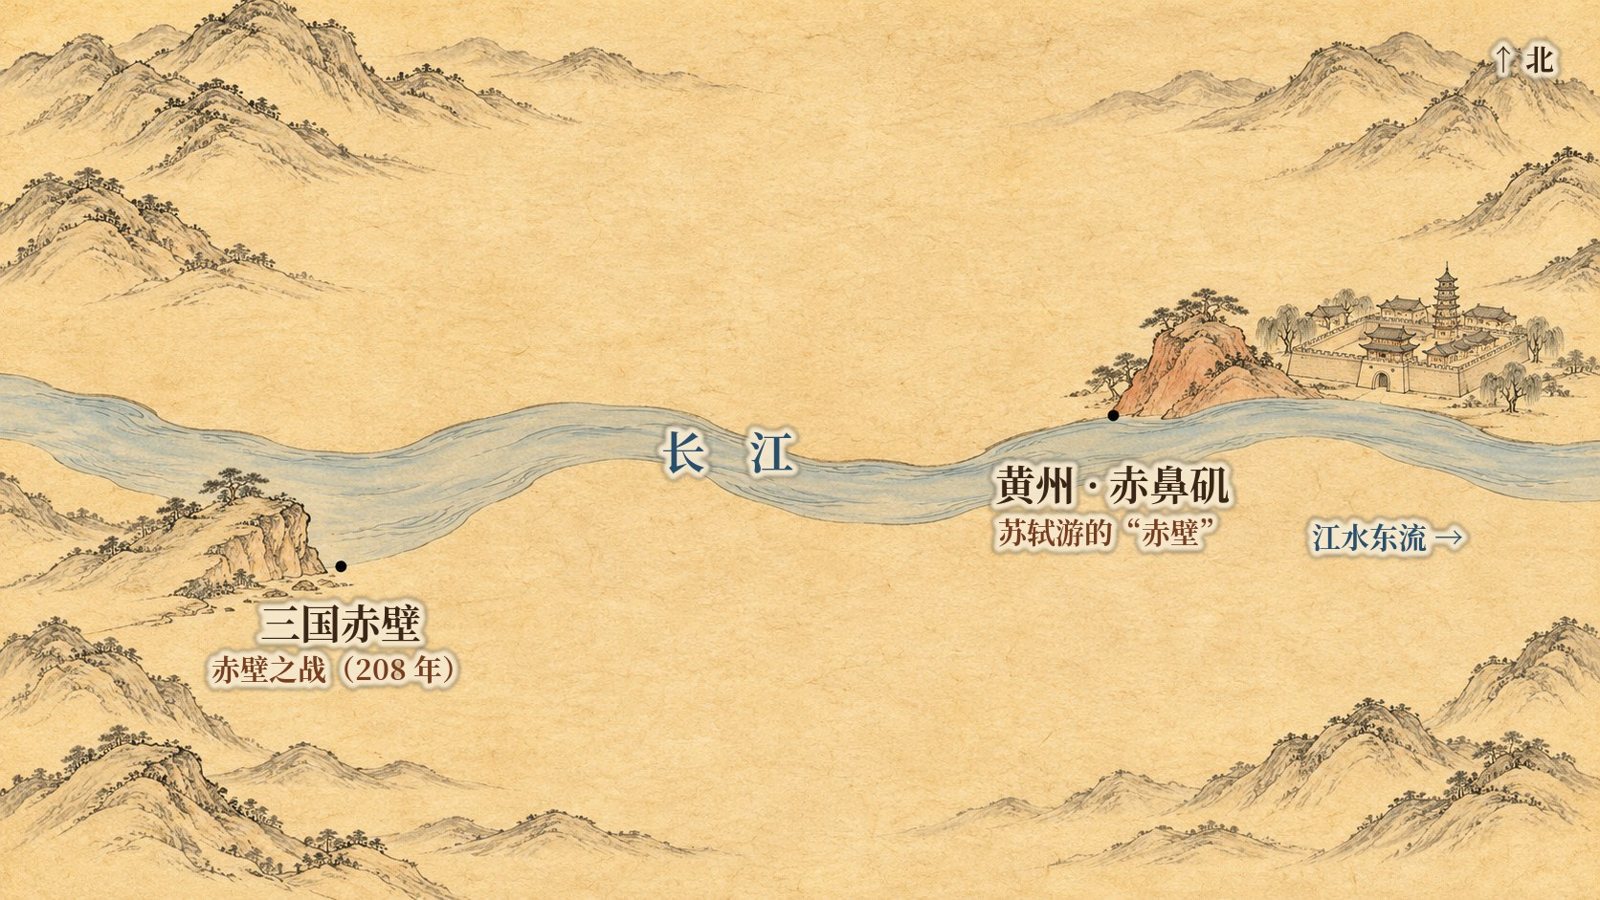 ↑ 北
长 江
黄州·赤鼻矶
苏轼游的“赤壁”
江水东流→
三国赤壁
赤壁之战（208 年）